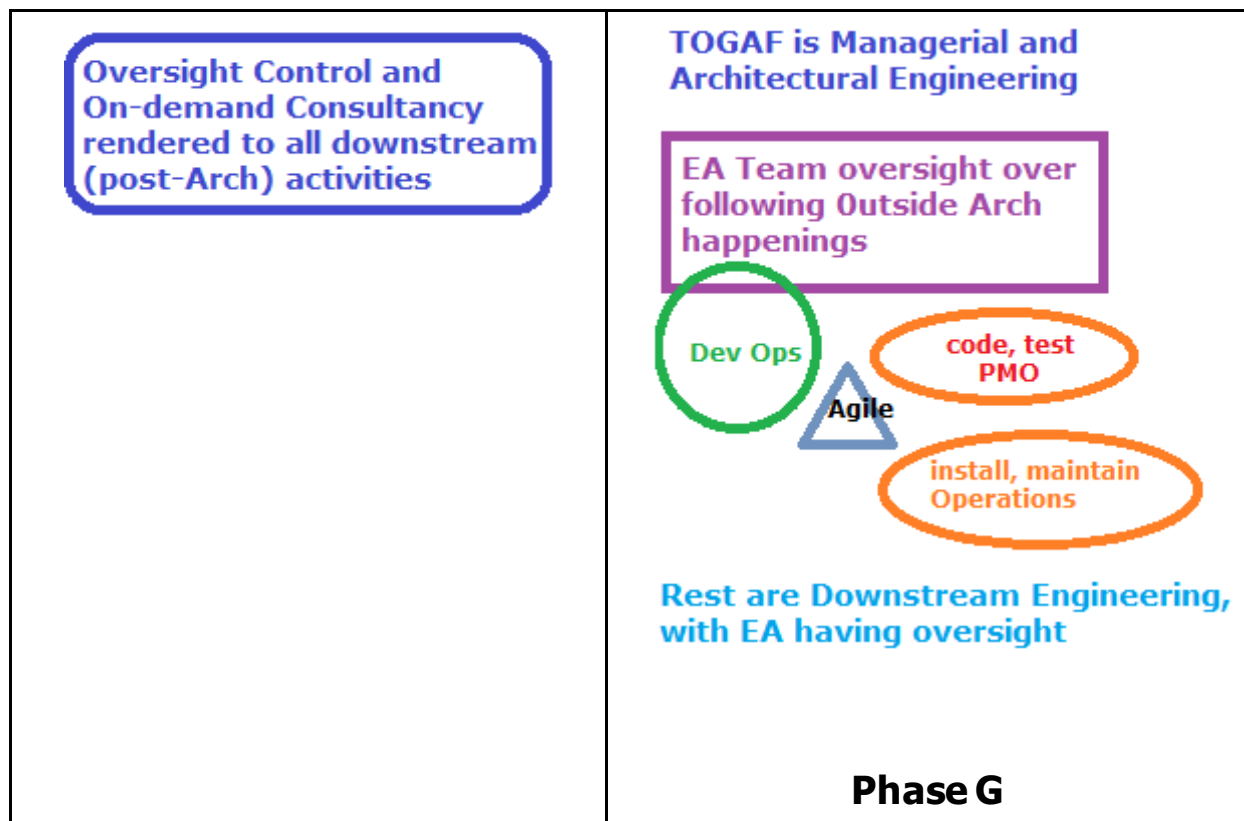 Oversight Control and
On-demand Consultancy
rendered to all downstream
(post-Arch) activities
TOGAF is Managerial and
Architectural Engineering
EA Team oversight over
following 0utside Arch
happenings
Dev Ops
code, test
PMO
Agile
install, maintain
Operations
Rest are Downstream Engineering,
with EA having oversight
Phase G